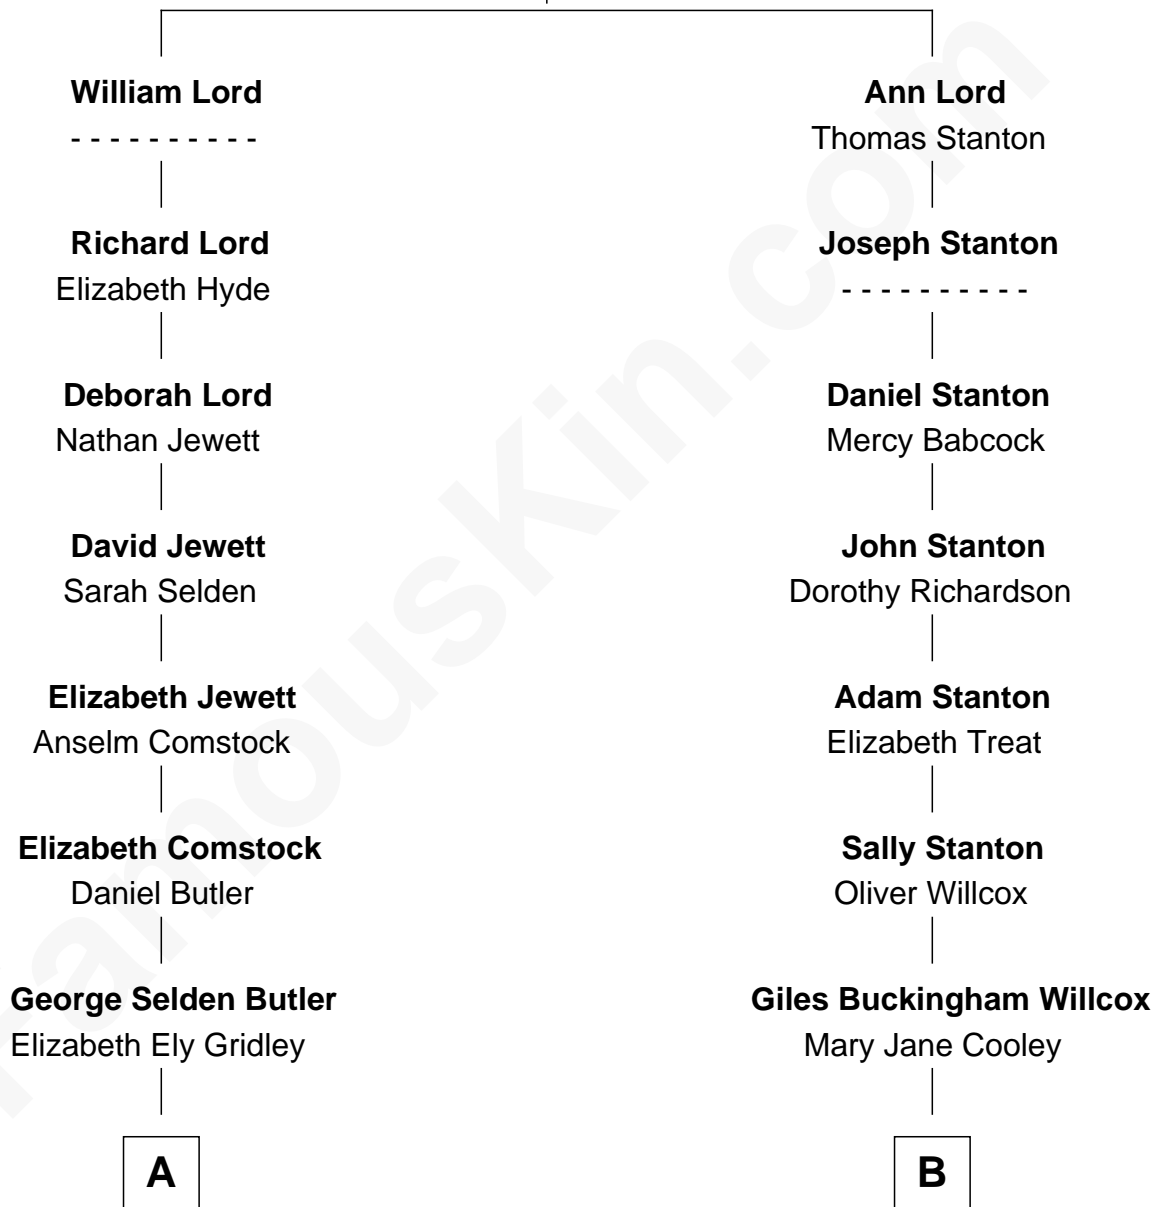 William Lord
- - - - - - - - - -
Richard Lord
Elizabeth Hyde
Deborah Lord
Nathan Jewett
David Jewett
Sarah Selden
Elizabeth Jewett
Anselm Comstock
Elizabeth Comstock
Daniel Butler
George Selden Butler
Elizabeth Ely Gridley
A
Ann Lord
Thomas Stanton
Joseph Stanton
- - - - - - - - - -
Daniel Stanton
Mercy Babcock
John Stanton
Dorothy Richardson
Adam Stanton
Elizabeth Treat
Sally Stanton
Oliver Willcox
Giles Buckingham Willcox
Mary Jane Cooley
B
FamousKin.com